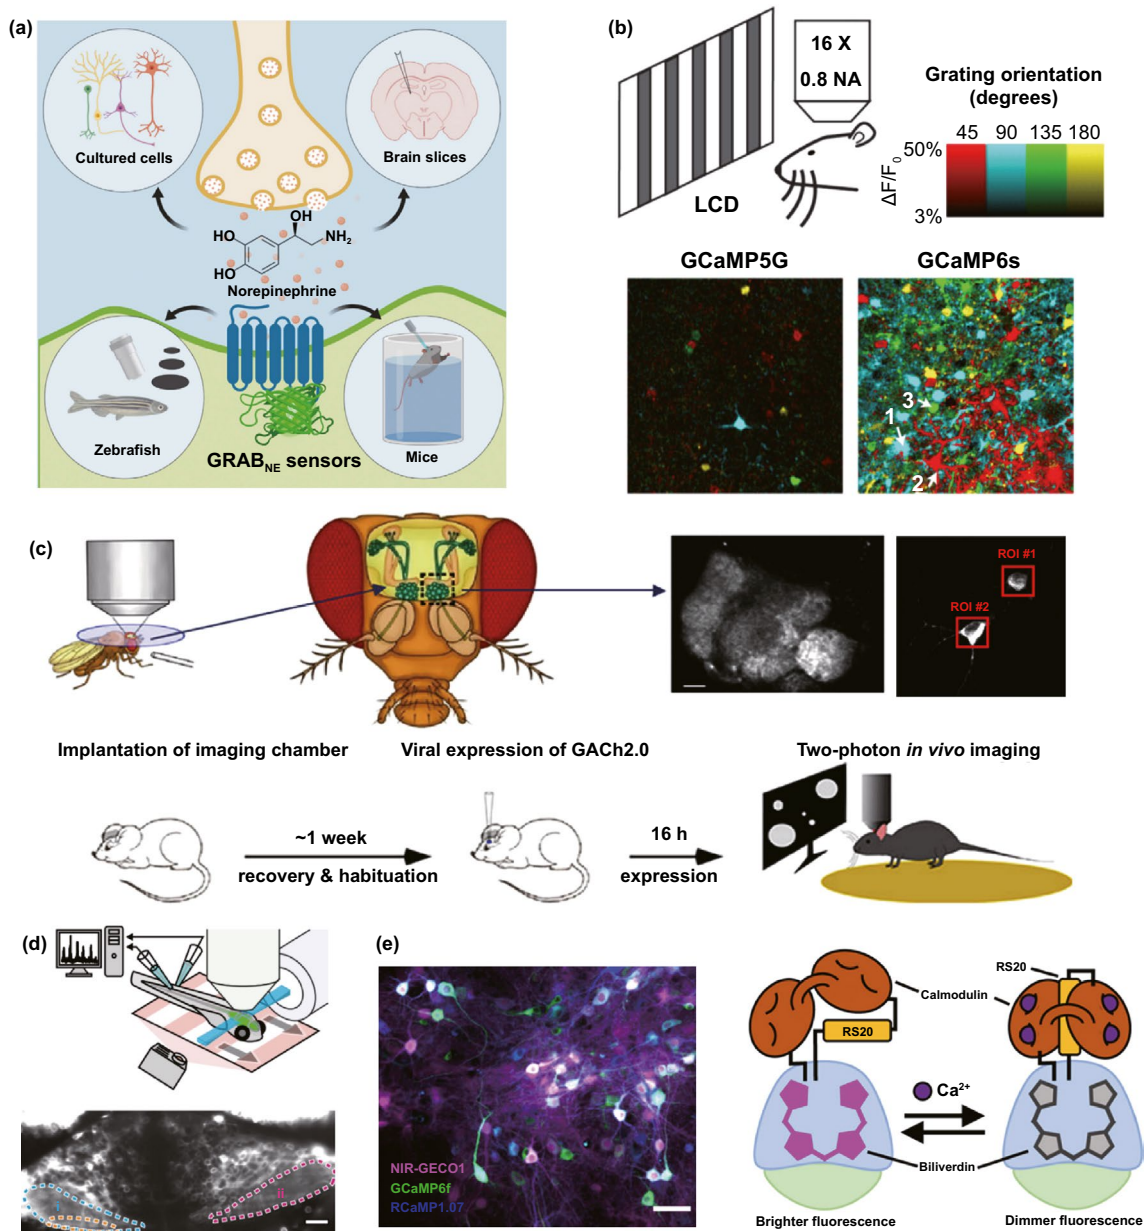 (a)
Cultured cells
Brain slices
OH
HO
NH2
HO
Norepinephrine
Zebrafish
GRABNE sensors
Mice
(b)
16 X
0.8 NA
LCD
Grating orientation
(degrees)
45 90 135 180
50%
ΔF/F0
3%
GCaMP5G
GCaMP6s
3
1
2
(c)
ROI #1
ROI #2
Implantation of imaging chamber
Viral expression of GACh2.0
Two-photon in vivo imaging
~1 week
recovery & habituation
16 h
expression
(d)
ii
(e)
NIR-GECO1
GCaMP6f
RCaMP1.07
RS20
Calmodulin
RS20
Ca2+
Biliverdin
Brighter fluorescence
Dimmer fluorescence